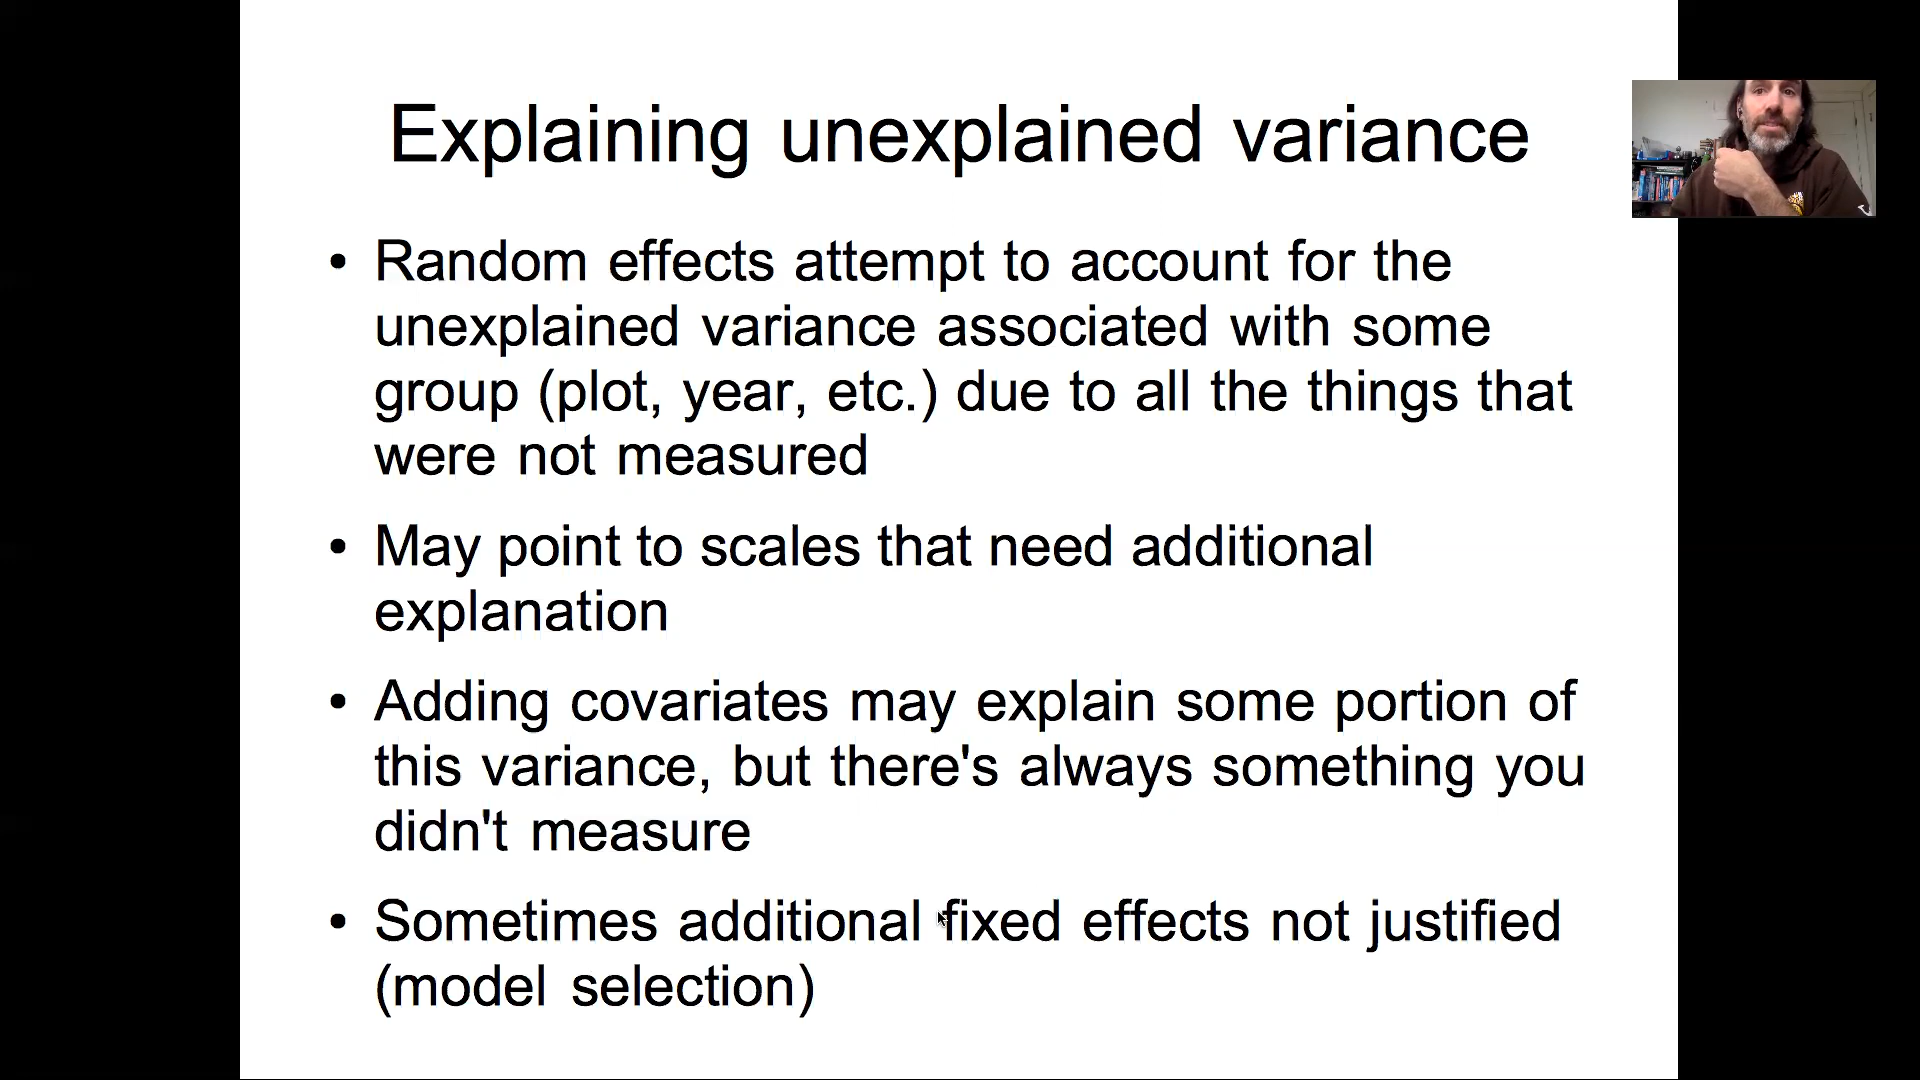 Explaining unexplained variance
• Random effects attempt to account for the
unexplained variance associated with some
group (plot, year, etc.) due to all the things that
were not measured
• May point to scales that need additional
explanation
• Adding covariates may explain some portion of
this variance, but there's always something you
didn't measure
• Sometimes additional fixed effects not justified
(model selection)